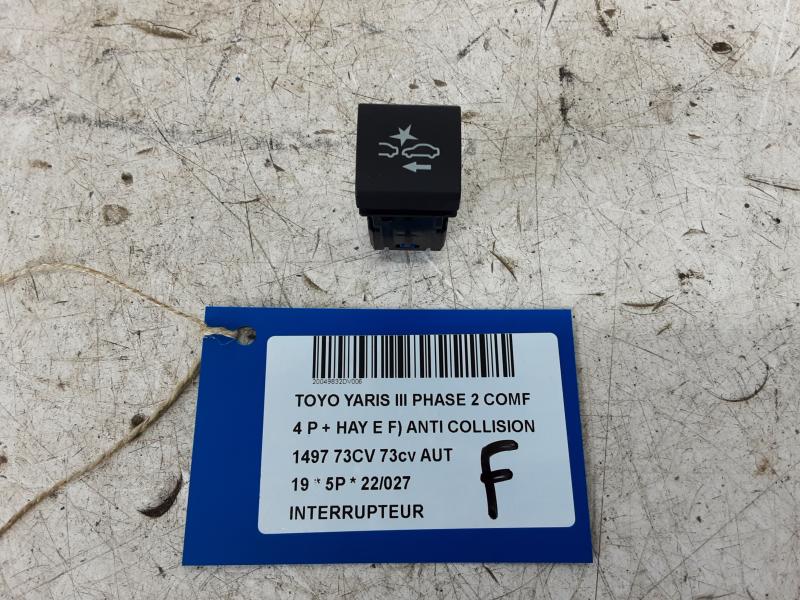 20049832DV006
TOYO YARIS III PHASE 2 COMF
4 P + HAY E F) ANTI COLLISION
1497 73CV 73cv AUT
19 * 5P * 22/027
INTERRUPTEUR
F